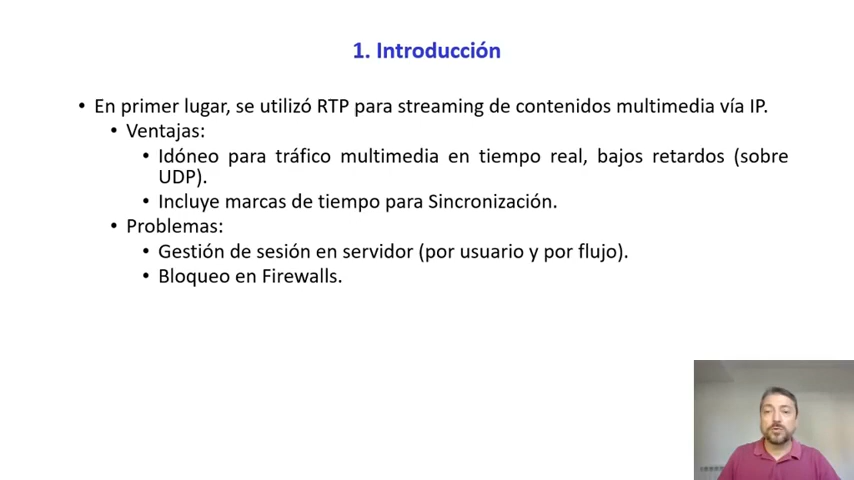 1. Introducción
• En primer lugar, se utilizó RTP para streaming de contenidos multimedia vía IP.
• Ventajas:
• Idóneo para tráfico multimedia en tiempo real, bajos retardos (sobre
UDP).
• Incluye marcas de tiempo para Sincronización.
• Problemas:
• Gestión de sesión en servidor (por usuario y por flujo).
• Bloqueo en Firewalls.